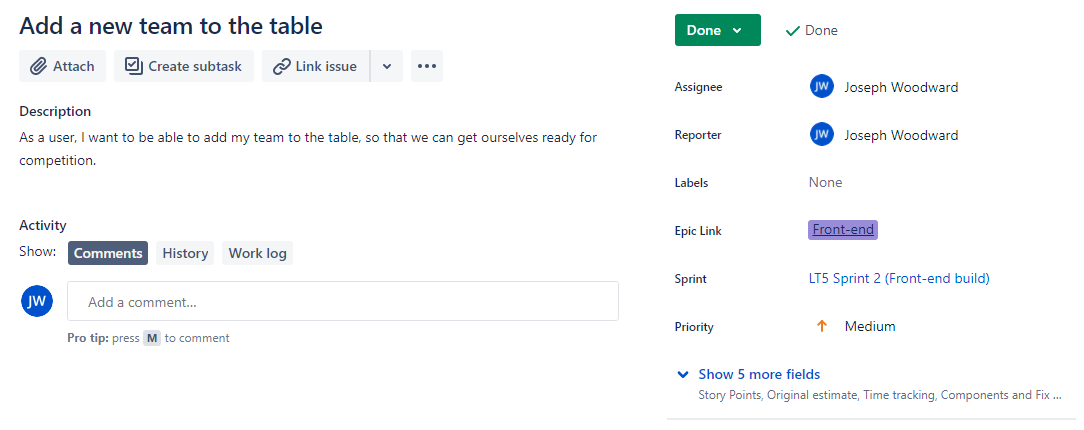 Add a new team to the table
Attach
Create subtask
Link issue
Description
As a user, I want to be able to add my team to the table, so that we can get ourselves ready for
competition.
Activity
Show: Comments History Work log
JW Add a comment...
Pro tip: press M to comment
Done Done
Assignee JW Joseph Woodward
Reporter JW Joseph Woodward
Labels None
Epic Link Front-end
Sprint LT5 Sprint 2 (Front-end build)
Priority Medium
Show 5 more fields
Story Points, Original estimate, Time tracking, Components and Fix ...